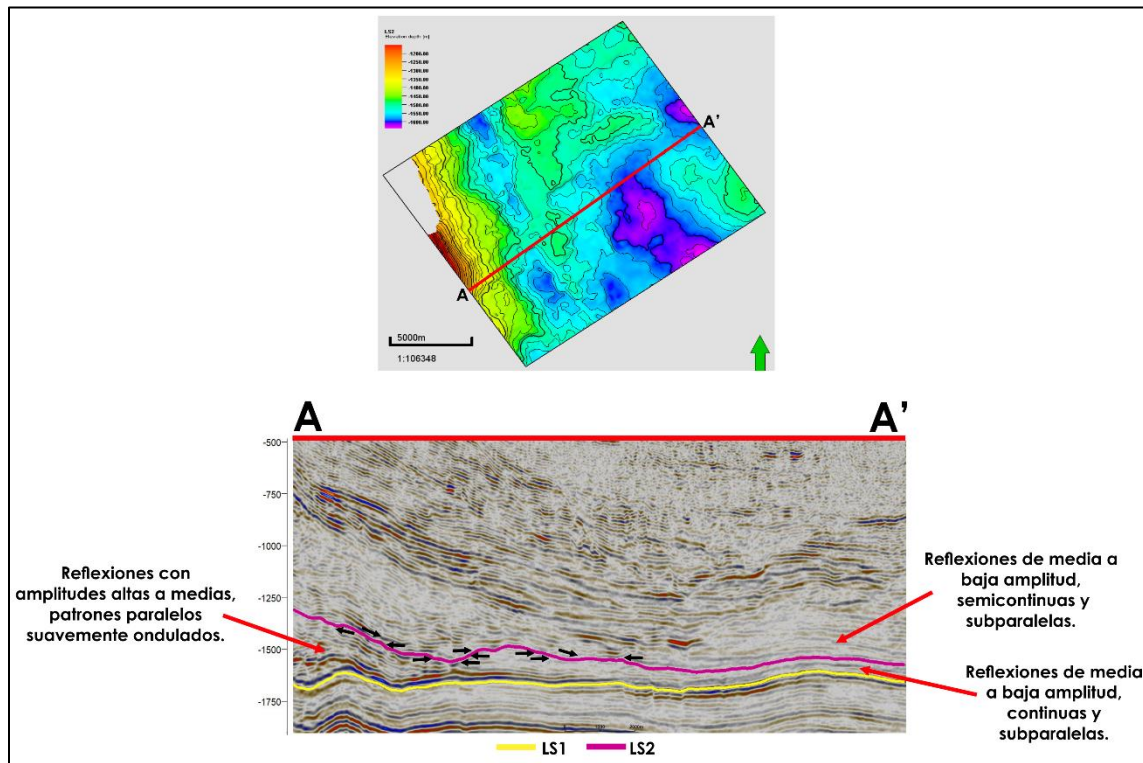 LS2
Elevation depth [m]
-1200.00
-1250.00
-1300.00
-1350.00
-1400.00
-1450.00
-1500.00
-1550.00
-1600.00
A'
A
5000m
1:106348
A
A'
-500
-750
-1000
-1250
-1500
-1750
Reflexiones con
amplitudes altas a medias,
patrones paralelos
suavemente ondulados.
Reflexiones de media a
baja amplitud,
semicontinuas y
subparalelas.
Reflexiones de media
a baja amplitud,
continuas y
subparalelas.
LS1
LS2